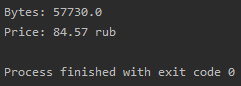 Bytes: 57730.0
Price: 84.57 rub
Process finished with exit code 0